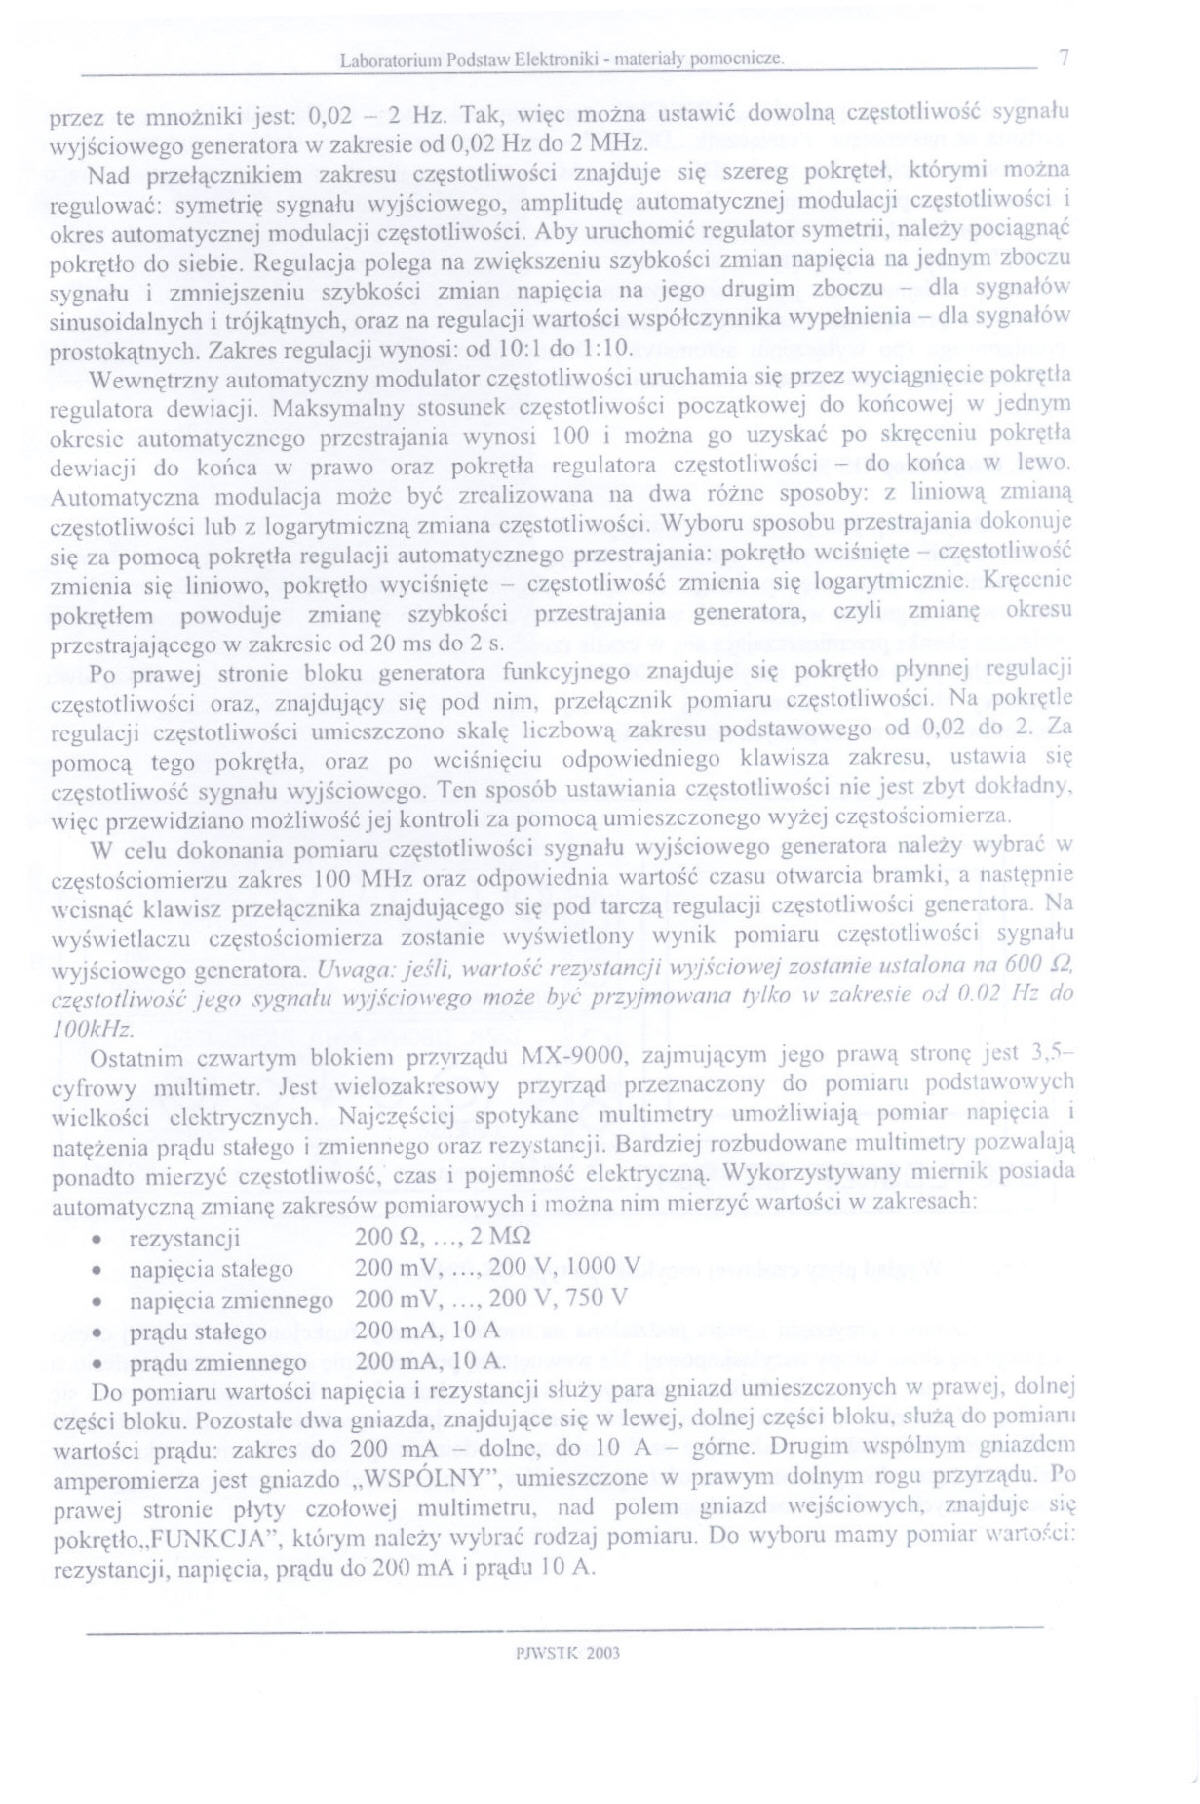 Laboratorium Podstaw Elektroniki - materiały pomocnicze. 7
przez te mnożniki jest: 0,02 – 2 Hz. Tak, więc można ustawić dowolną częstotliwość sygnału
wyjściowego generatora w zakresie od 0,02 Hz do 2 MHz.
Nad przełącznikiem zakresu częstotliwości znajduje się szereg pokręteł, którymi można
regulować: symetrię sygnału wyjściowego, amplitudę automatycznej modulacji częstotliwości i
okres automatycznej modulacji częstotliwości. Aby uruchomić regulator symetrii, należy pociągnąć
pokrętło do siebie. Regulacja polega na zwiększeniu szybkości zmian napięcia na jednym zboczu
sygnału i zmniejszeniu szybkości zmian napięcia na jego drugim zboczu – dla sygnałów
sinusoidalnych i trójkątnych, oraz na regulacji wartości współczynnika wypełnienia – dla sygnałów
prostokątnych. Zakres regulacji wynosi: od 10:1 do 1:10.
Wewnętrzny automatyczny modulator częstotliwości uruchamia się przez wyciągnięcie pokrętła
regulatora dewiacji. Maksymalny stosunek częstotliwości początkowej do końcowej w jednym
okresie automatycznego przestrajania wynosi 100 i można go uzyskać po skręceniu pokrętła
dewiacji do końca w prawo oraz pokrętła regulatora częstotliwości – do końca w lewo.
Automatyczna modulacja może być zrealizowana na dwa różne sposoby: z liniową zmianą
częstotliwości lub z logarytmiczną zmiana częstotliwości. Wyboru sposobu przestrajania dokonuje
się za pomocą pokrętła regulacji automatycznego przestrajania: pokrętło wciśnięte – częstotliwość
zmienia się liniowo, pokrętło wyciśnięte – częstotliwość zmienia się logarytmicznie. Kręcenie
pokrętłem powoduje zmianę szybkości przestrajania generatora, czyli zmianę okresu
przestrajającego w zakresie od 20 ms do 2 s.
Po prawej stronie bloku generatora funkcyjnego znajduje się pokrętło płynnej regulacji
częstotliwości oraz, znajdujący się pod nim, przełącznik pomiaru częstotliwości. Na pokrętle
regulacji częstotliwości umieszczono skalę liczbową zakresu podstawowego od 0,02 do 2. Za
pomocą tego pokrętła, oraz po wciśnięciu odpowiedniego klawisza zakresu, ustawia się
częstotliwość sygnału wyjściowego. Ten sposób ustawiania częstotliwości nie jest zbyt dokładny,
więc przewidziano możliwość jej kontroli za pomocą umieszczonego wyżej częstościomierza.
W celu dokonania pomiaru częstotliwości sygnału wyjściowego generatora należy wybrać w
częstościomierzu zakres 100 MHz oraz odpowiednia wartość czasu otwarcia bramki, a następnie
wcisnąć klawisz przełącznika znajdującego się pod tarczą regulacji częstotliwości generatora. Na
wyświetlaczu częstościomierza zostanie wyświetlony wynik pomiaru częstotliwości sygnału
wyjściowego generatora. Uwaga: jeśli, wartość rezystancji wyjściowej zostanie ustalona na 600 Ω,
częstotliwość jego sygnału wyjściowego może być przyjmowana tylko w zakresie od 0.02 Hz do
100kHz.
Ostatnim czwartym blokiem przyrządu MX-9000, zajmującym jego prawą stronę jest 3,5–
cyfrowy multimetr. Jest wielozakresowy przyrząd przeznaczony do pomiaru podstawowych
wielkości elektrycznych. Najczęściej spotykane multimetry umożliwiają pomiar napięcia i
natężenia prądu stałego i zmiennego oraz rezystancji. Bardziej rozbudowane multimetry pozwalają
ponadto mierzyć częstotliwość, czas i pojemność elektryczną. Wykorzystywany miernik posiada
automatyczną zmianę zakresów pomiarowych i można nim mierzyć wartości w zakresach:
• rezystancji 200 Ω, …, 2 MΩ
• napięcia stałego 200 mV, …, 200 V, 1000 V
• napięcia zmiennego 200 mV, …, 200 V, 750 V
• prądu stałego 200 mA, 10 A
• prądu zmiennego 200 mA, 10 A.
Do pomiaru wartości napięcia i rezystancji służy para gniazd umieszczonych w prawej, dolnej
części bloku. Pozostałe dwa gniazda, znajdujące się w lewej, dolnej części bloku, służą do pomiaru
wartości prądu: zakres do 200 mA – dolne, do 10 A – górne. Drugim wspólnym gniazdem
amperomierza jest gniazdo „WSPÓLNY”, umieszczone w prawym dolnym rogu przyrządu. Po
prawej stronie płyty czołowej multimetru, nad polem gniazd wejściowych, znajduje się
pokrętło„FUNKCJA”, którym należy wybrać rodzaj pomiaru. Do wyboru mamy pomiar wartości:
rezystancji, napięcia, prądu do 200 mA i prądu 10 A.
PJWSTK 2003